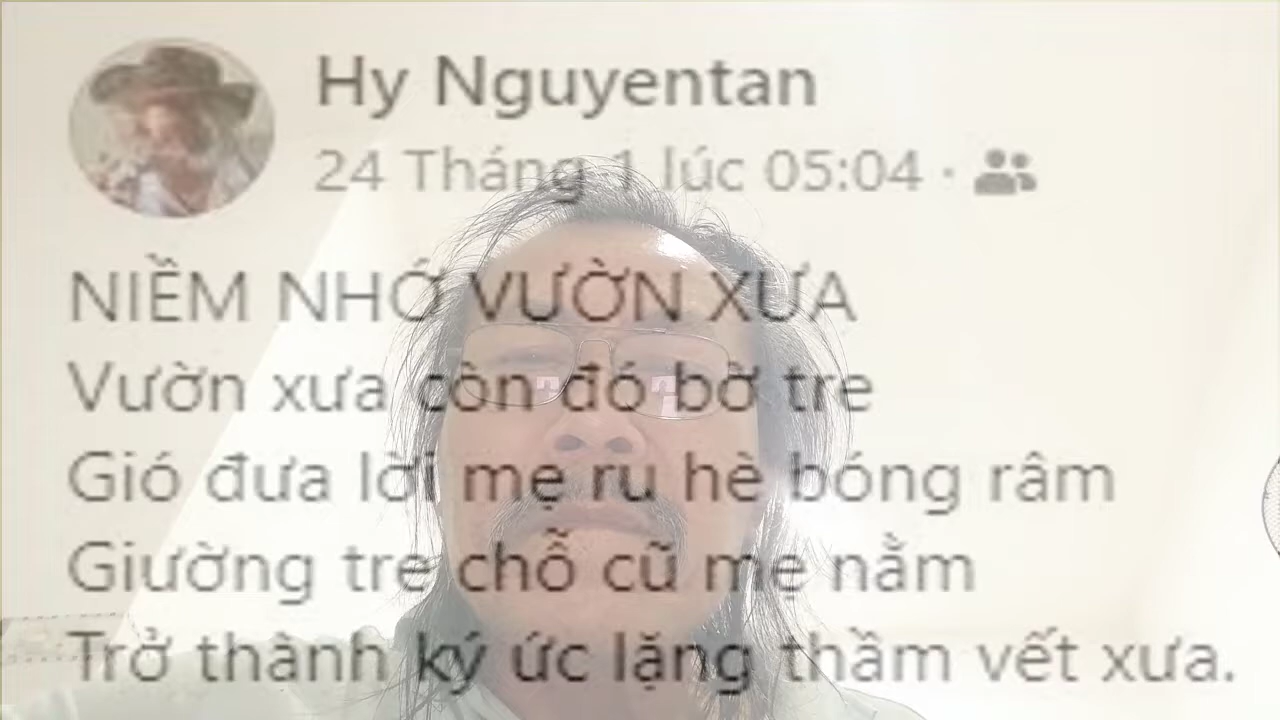 Hy Nguyentan
24 Tháng 1 lúc 05:04 ·
NIỀM NHỚ VƯỜN XƯA
Vườn xưa còn đó bờ tre
Gió đưa lời mẹ ru hè bóng râm
Giường tre chỗ cũ mẹ nằm
Trở thành ký ức lặng thầm vết xưa.